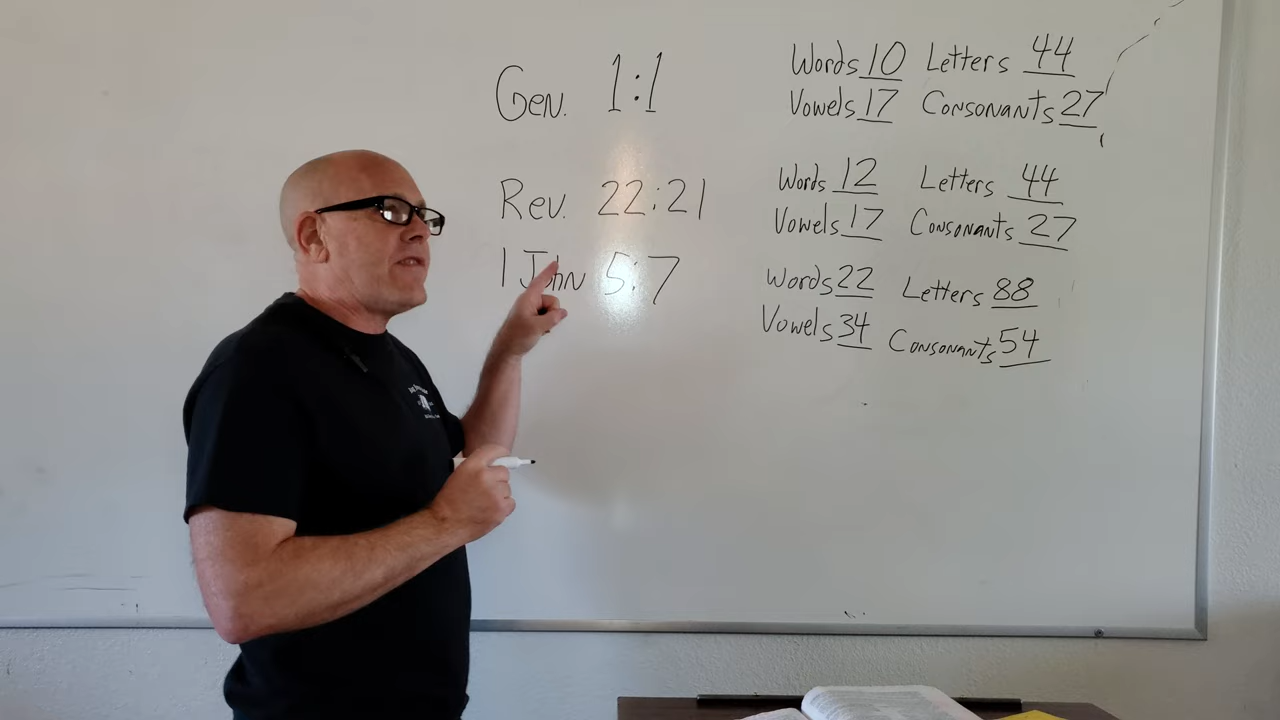 Gen. 1:1
Words 10 Letters 44
Vowels 17 Consonants 27
Rev. 22:21
Words 12 Letters 44
Vowels 17 Consonants 27
1 John 5:7
Words 22 Letters 88
Vowels 34 Consonants 54